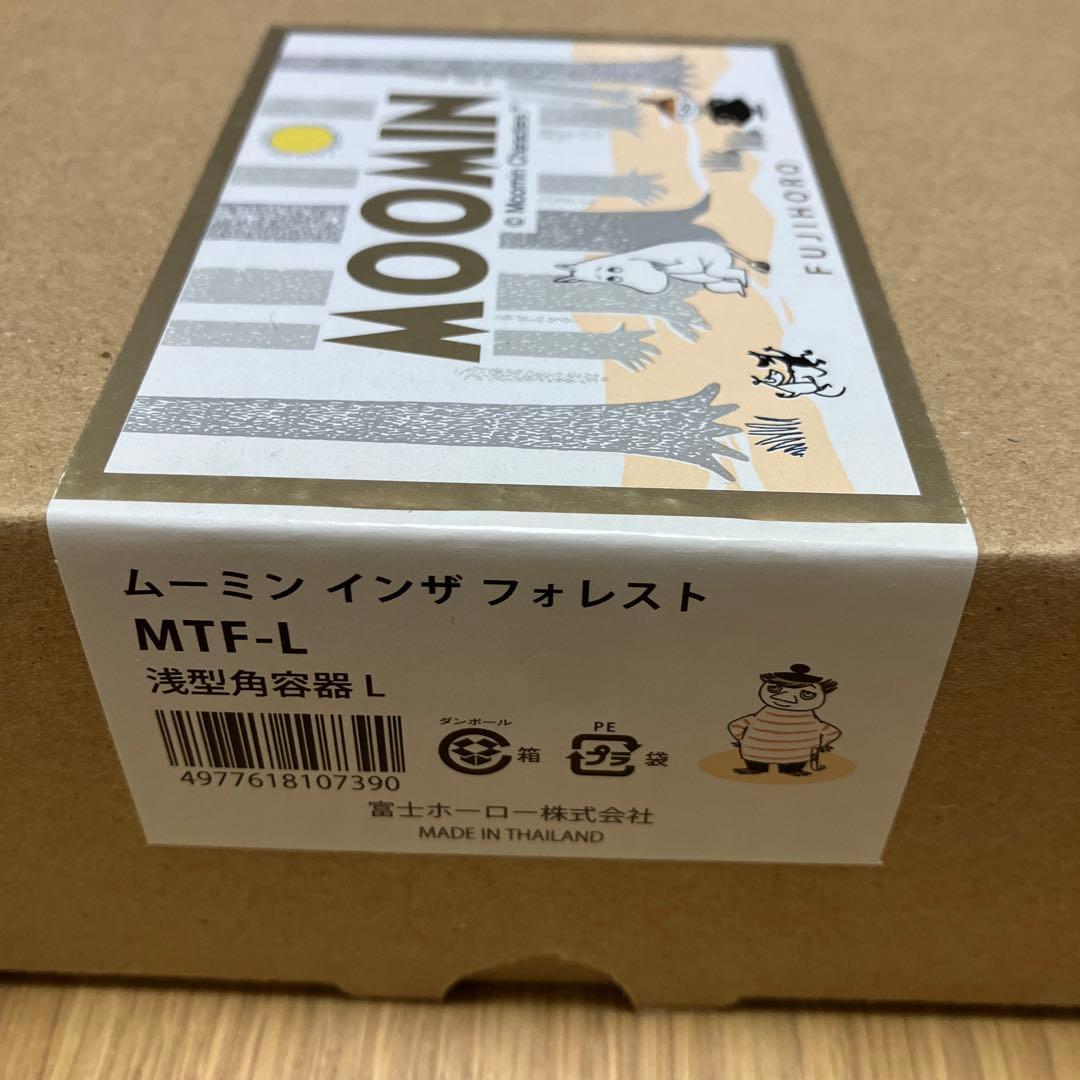 MOOMIN
© Moomin Characters™
FUJIHORO
ムーミン インザ フォレスト
MTF-L
浅型角容器 L
4977618107390
ダンボール
箱
PE
プラ
袋
富士ホーロー株式会社
MADE IN THAILAND